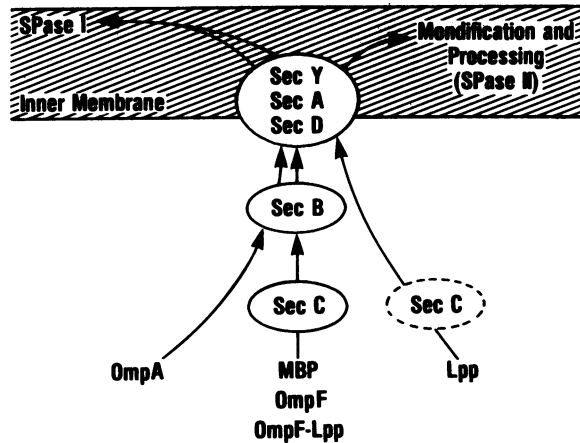 SPase I
Mondification and
Processing
(SPase II)
Inner Membrane
Sec Y
Sec A
Sec D
Sec B
Sec C
Sec C
OmpA
MBP
Lpp
OmpF
OmpF-Lpp